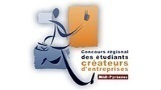 Concours régional
des étudiants
créateurs
d'entreprises
Midi-Pyrénées